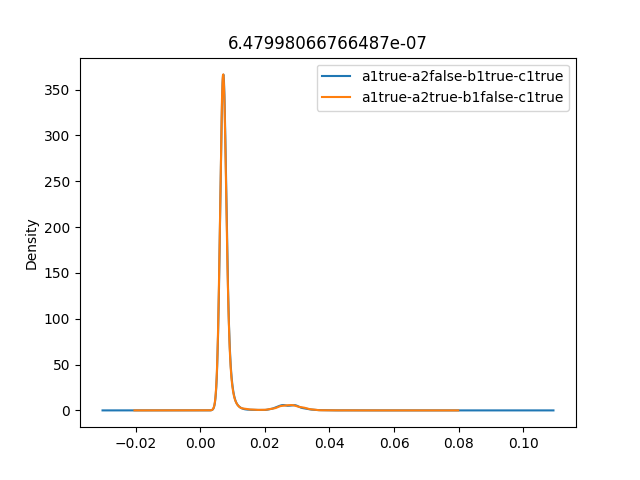 6.47998066766487e-07
a1true-a2false-b1true-c1true
a1true-a2true-b1false-c1true
Density
350
300
250
200
150
100
50
0
−0.02 0.00 0.02 0.04 0.06 0.08 0.10